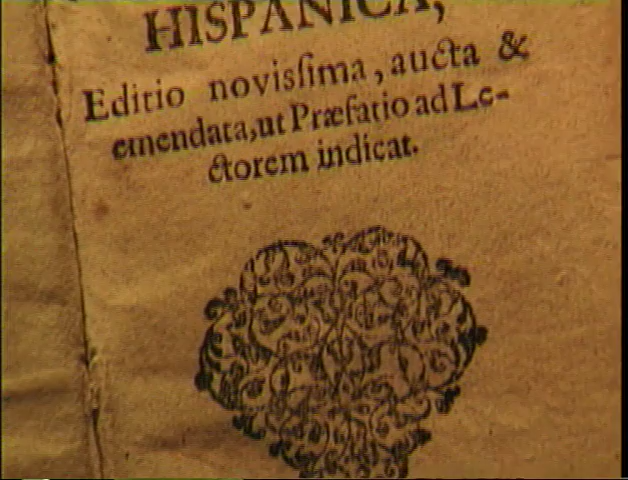 HISPANICA,
Editio noviſſima, aucta &
emendata, ut Præfatio ad Le-
ctorem indicat.